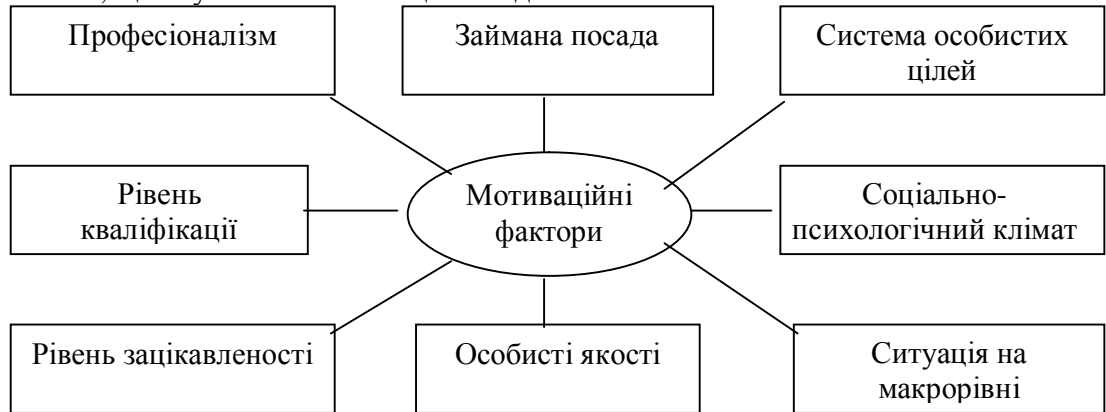 Професіоналізм
Займана посада
Система особистих
цілей
Рівень
кваліфікації
Мотиваційні
фактори
Соціально-
психологічний клімат
Рівень зацікавленості
Особисті якості
Ситуація на
макрорівні